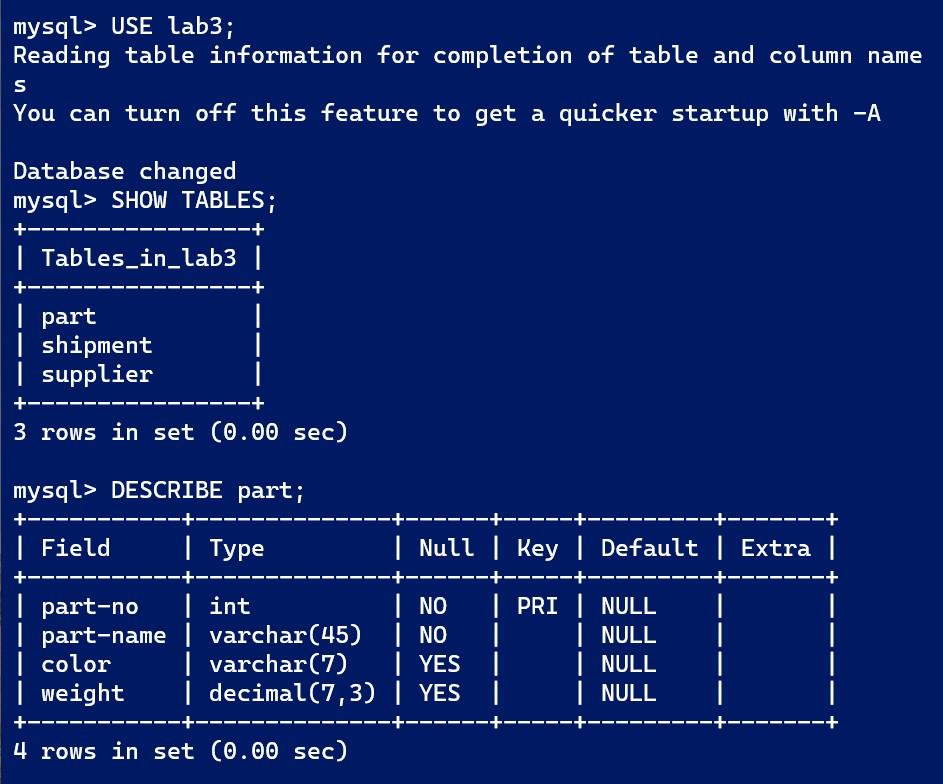 mysql> USE lab3;
Reading table information for completion of table and column name
s
You can turn off this feature to get a quicker startup with -A

Database changed
mysql> SHOW TABLES;
+----------------+
| Tables_in_lab3 |
+----------------+
| part           |
| shipment       |
| supplier       |
+----------------+
3 rows in set (0.00 sec)

mysql> DESCRIBE part;
+-----------+--------------+------+-----+---------+-------+
| Field     | Type         | Null | Key | Default | Extra |
+-----------+--------------+------+-----+---------+-------+
| part-no   | int          | NO   | PRI | NULL    |       |
| part-name | varchar(45)  | NO   |     | NULL    |       |
| color     | varchar(7)   | YES  |     | NULL    |       |
| weight    | decimal(7,3) | YES  |     | NULL    |       |
+-----------+--------------+------+-----+---------+-------+
4 rows in set (0.00 sec)